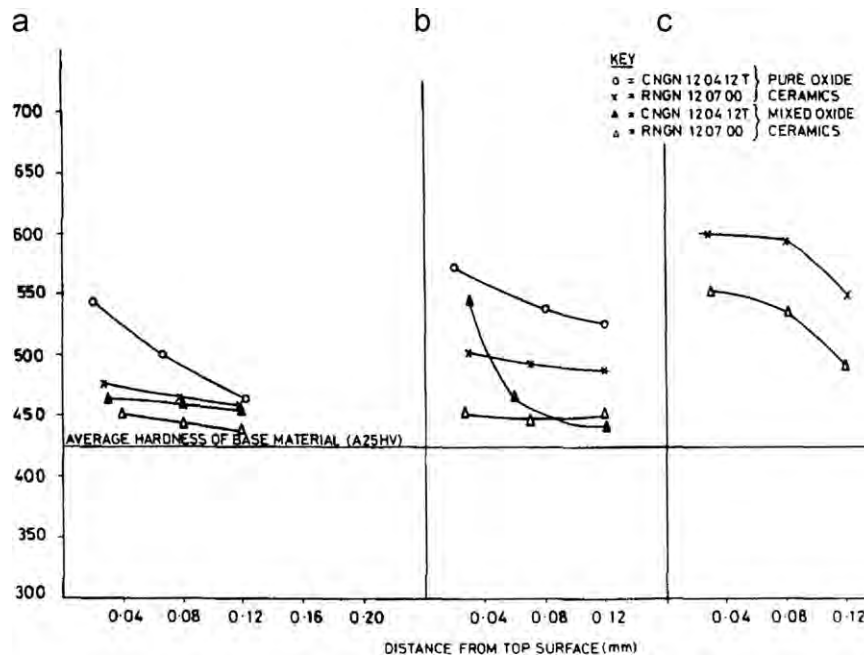 a b c
KEY
o = CNGN 120412T } PURE OXIDE
x = RNGN 120700 } CERAMICS
▲ = CNGN 120412T } MIXED OXIDE
△ = RNGN 120700 } CERAMICS
700
650
600
550
500
450
AVERAGE HARDNESS OF BASE MATERIAL (A25HV)
400
350
300
0·04 0·08 0·12 0·16 0·20 0·04 0·08 0·12 0·04 0·08 0·12
DISTANCE FROM TOP SURFACE (mm)